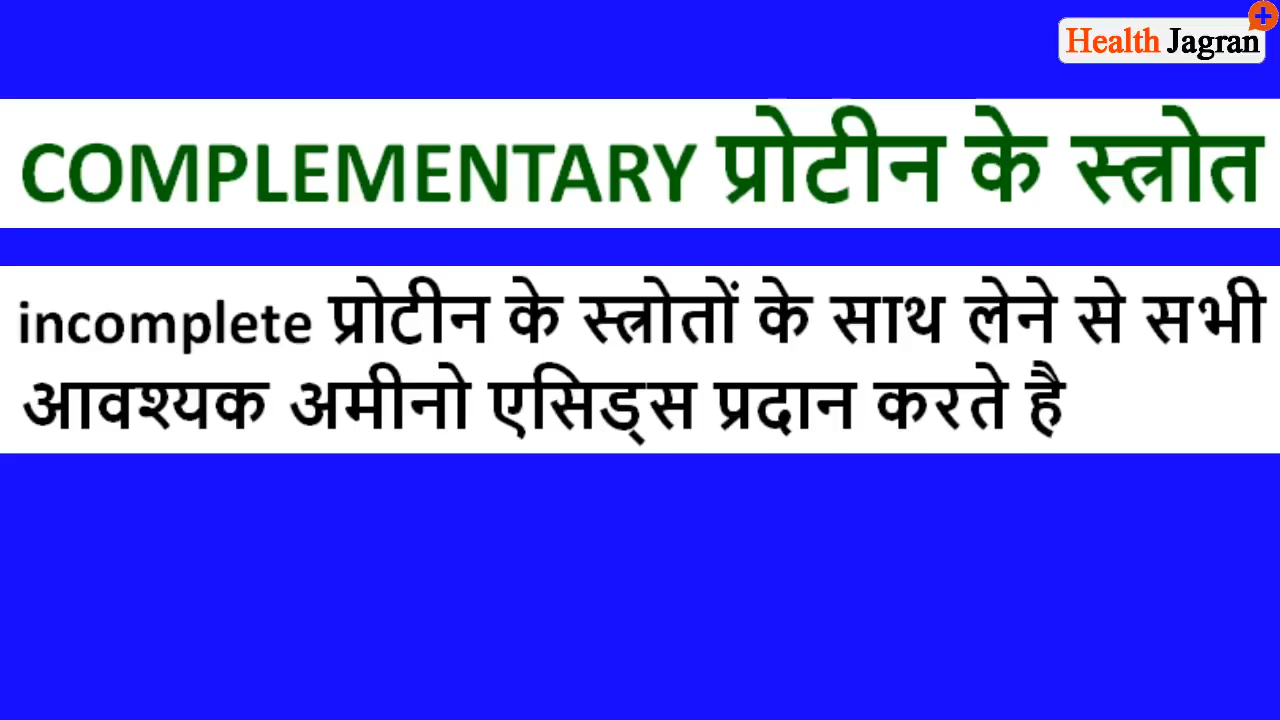 Health Jagran
COMPLEMENTARY प्रोटीन के स्त्रोत
incomplete प्रोटीन के स्त्रोतों के साथ लेने से सभी
आवश्यक अमीनो एसिड्स प्रदान करते है